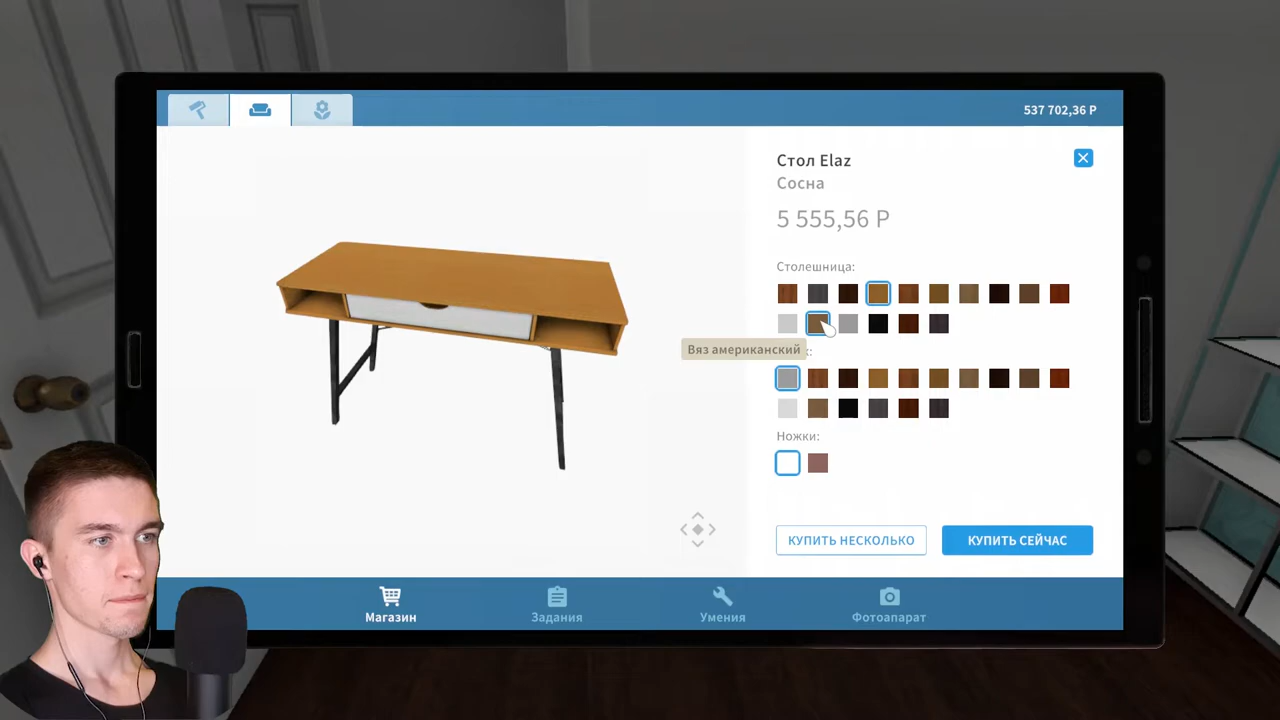 537 702,36 Р
Стол Elaz
Сосна
5 555,56 Р
Столешница:
Вяз американский
КУПИТЬ НЕСКОЛЬКО
КУПИТЬ СЕЙЧАС
Ножки:
Магазин
Задания
Умения
Фотоаппарат